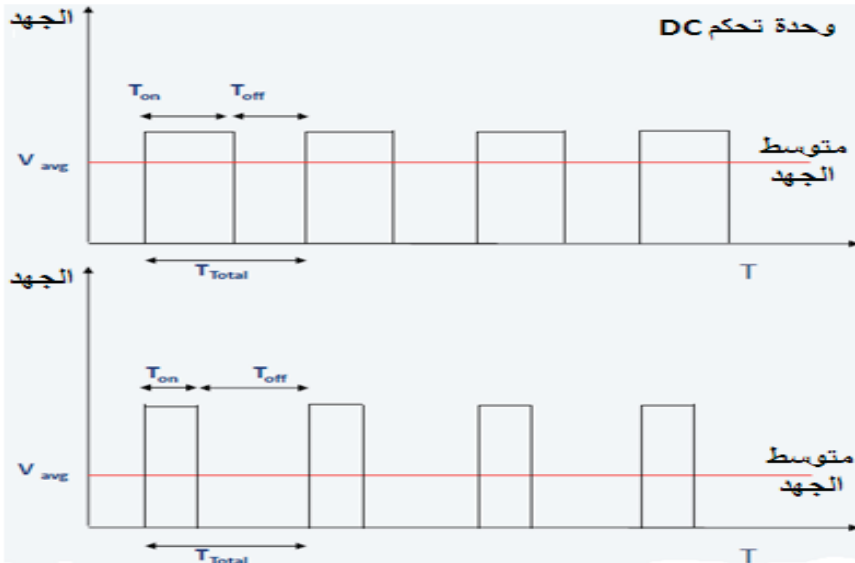 الجهد
وحدة تحكم DC
Ton
Toff
V avg
متوسط
الجهد
TTotal
T
الجهد
Ton
Toff
V avg
متوسط
الجهد
TTotal
T